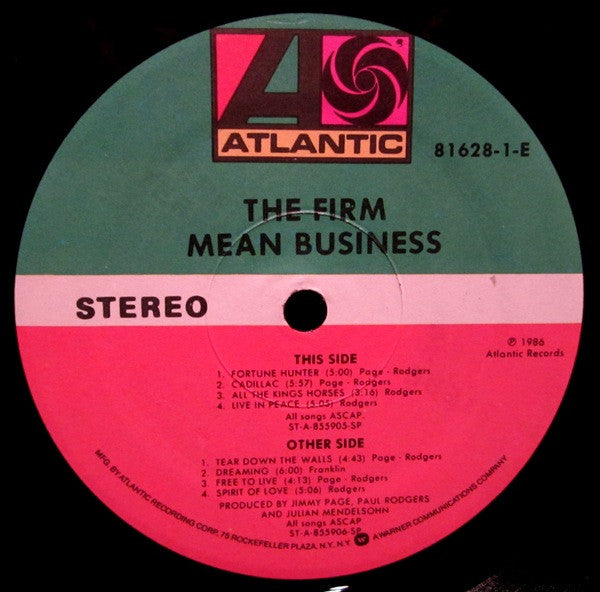 ATLANTIC
81628-1-E
THE FIRM
MEAN BUSINESS
STEREO
℗ 1986
Atlantic Records
THIS SIDE
1. FORTUNE HUNTER (5:00) Page - Rodgers
2. CADILLAC (5:57) Page - Rodgers
3. ALL THE KINGS HORSES (3:16) Rodgers
4. LIVE IN PEACE (5:05) Rodgers
All songs ASCAP.
ST-A-855905-SP
OTHER SIDE
1. TEAR DOWN THE WALLS (4:43) Page - Rodgers
2. DREAMING (6:00) Franklin
3. FREE TO LIVE (4:13) Page - Rodgers
4. SPIRIT OF LOVE (5:06) Rodgers
PRODUCED BY JIMMY PAGE, PAUL RODGERS
AND JULIAN MENDELSOHN
All songs ASCAP
ST-A-855906-SP
MFG. BY ATLANTIC RECORDING CORP. 75 ROCKEFELLER PLAZA, N.Y. N.Y. A WARNER COMMUNICATIONS COMPANY